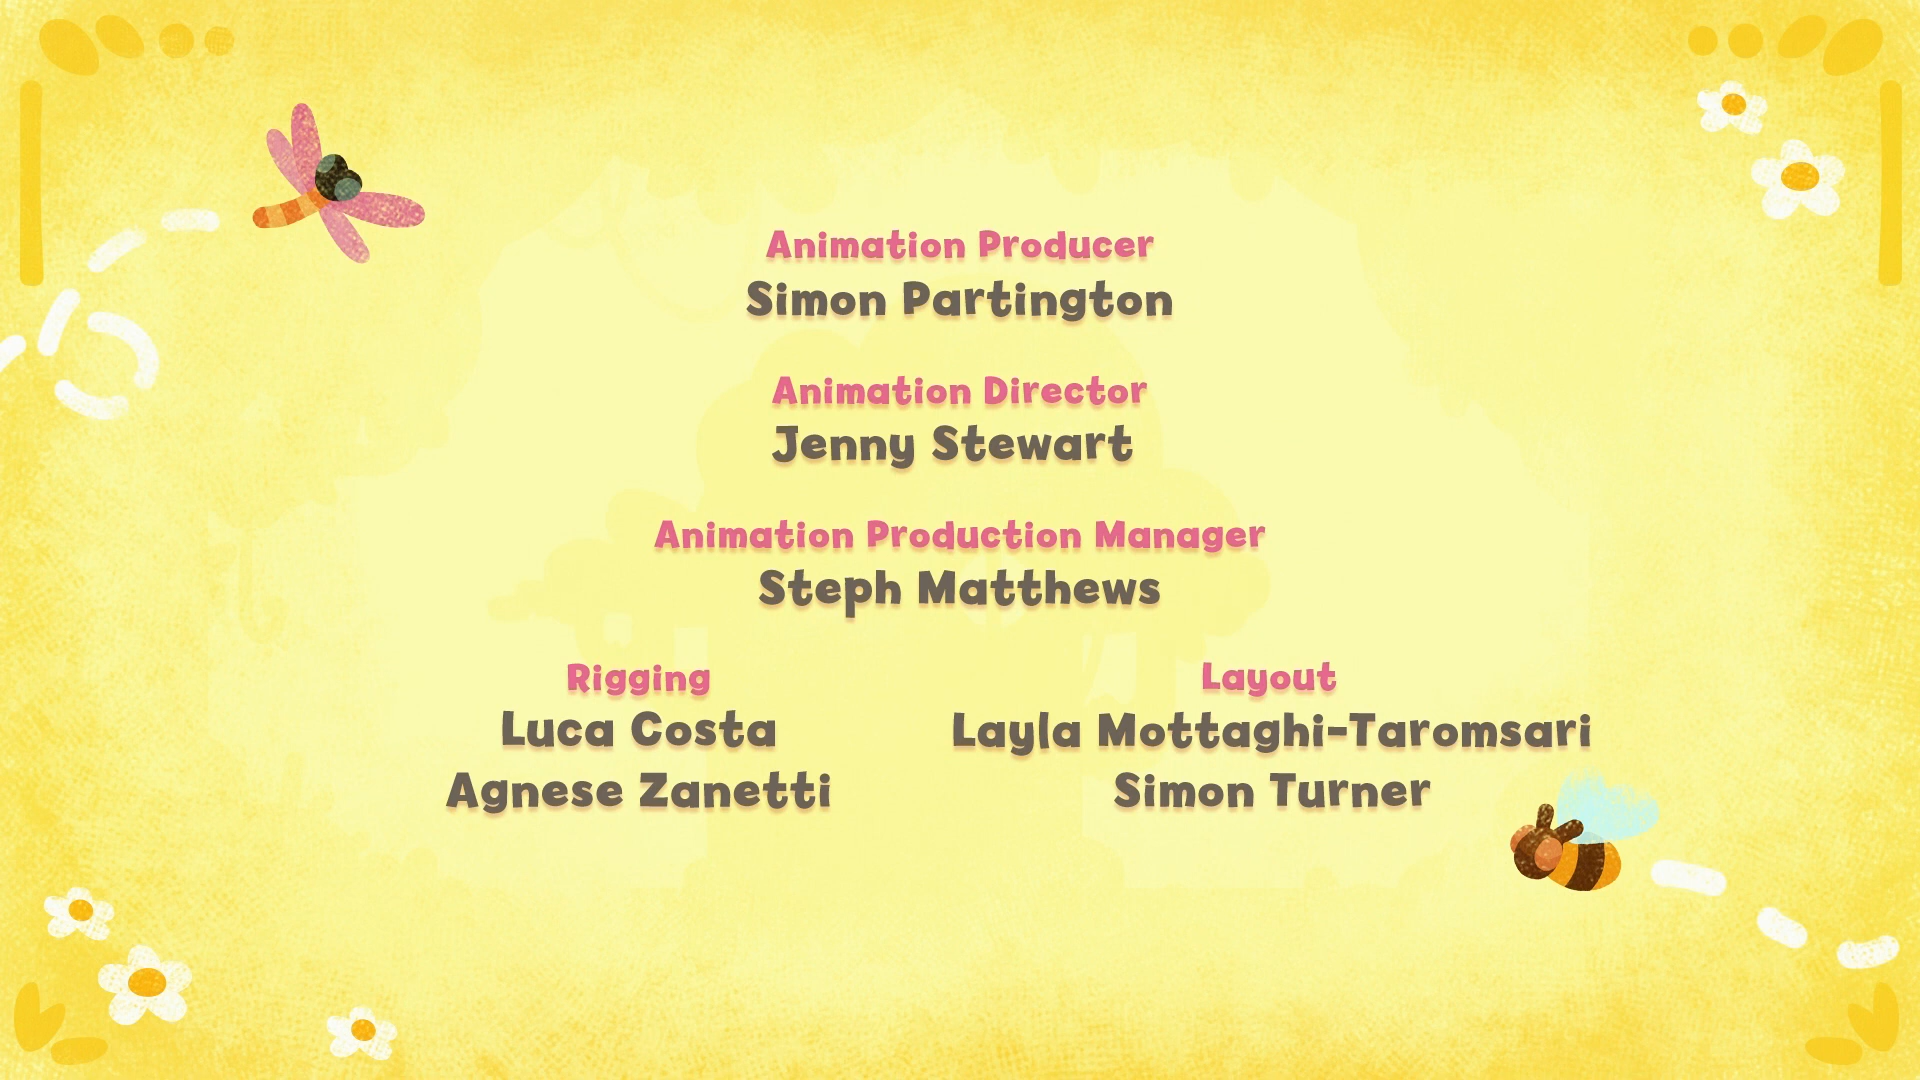 Animation Producer
Simon Partington
Animation Director
Jenny Stewart
Animation Production Manager
Steph Matthews
Rigging
Luca Costa
Agnese Zanetti
Layout
Layla Mottaghi-Taromsari
Simon Turner